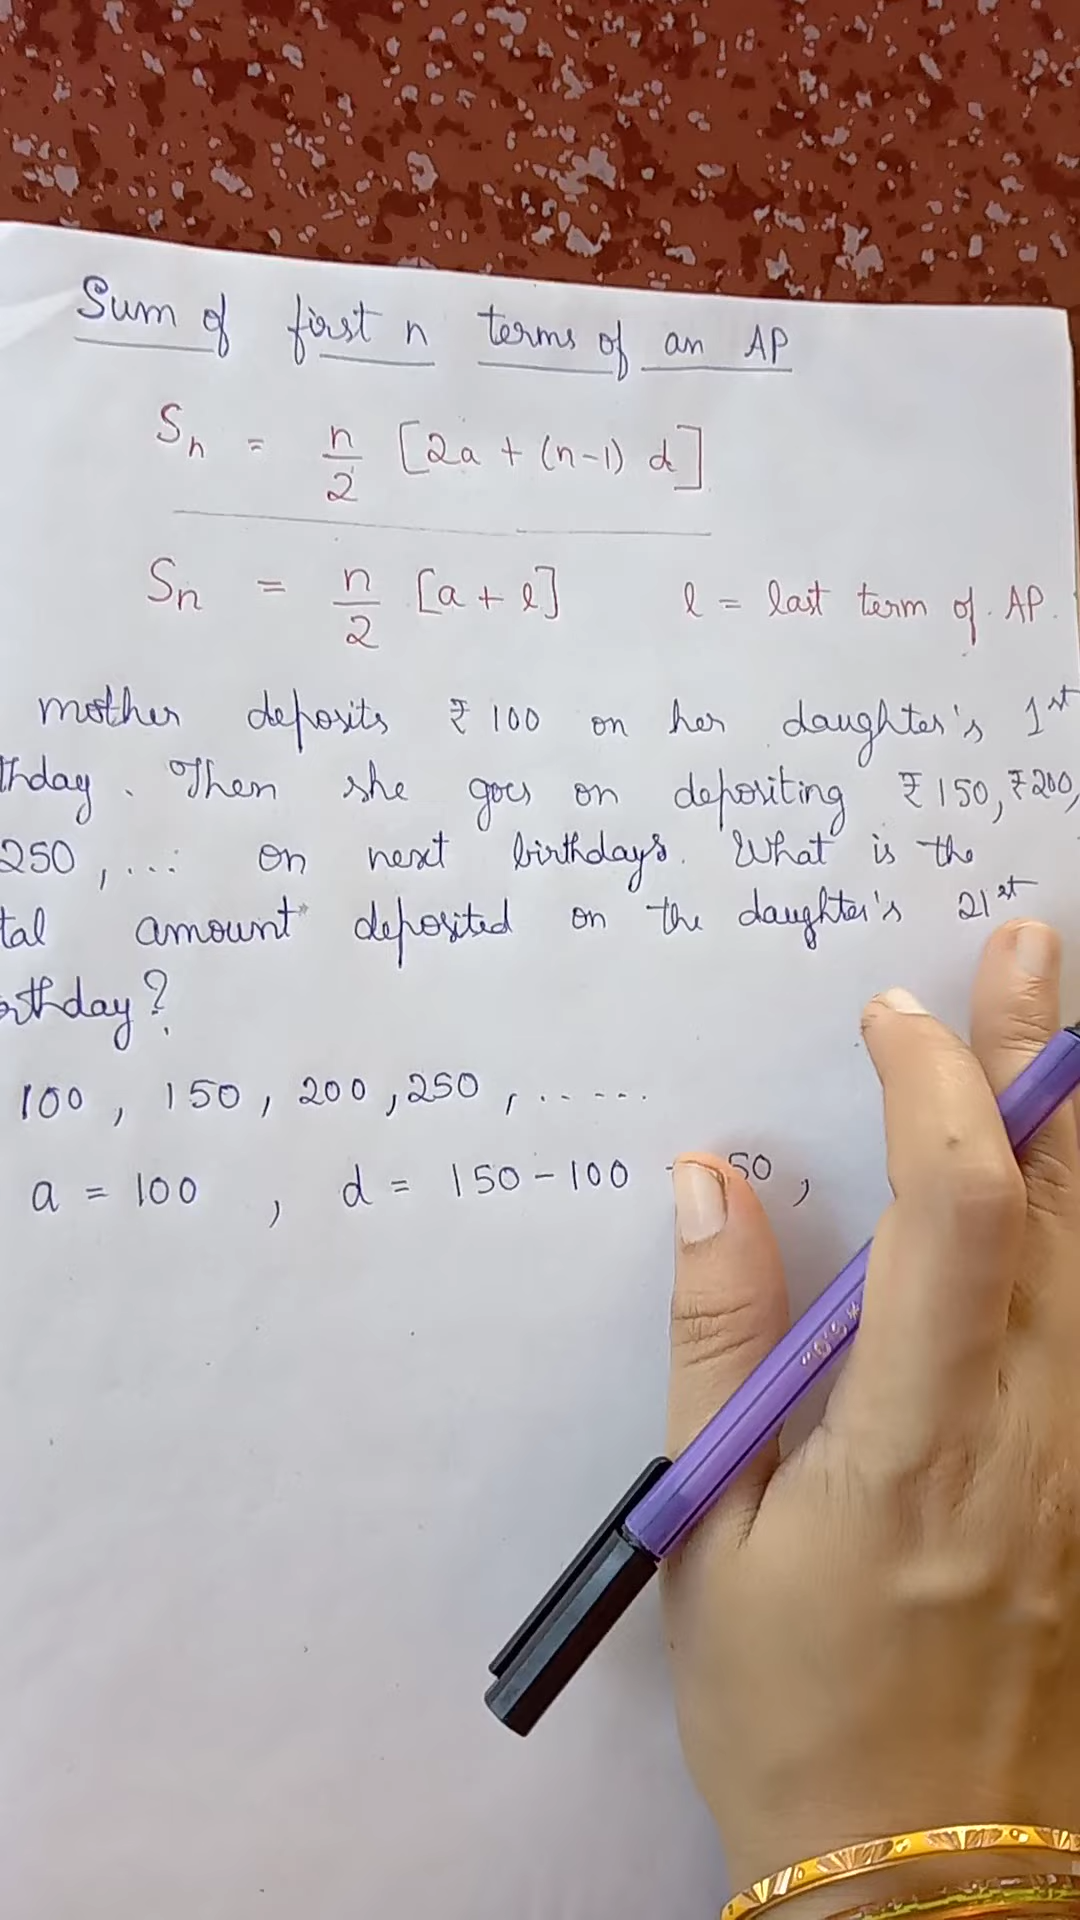 Sum of first n terms of an AP
Sn = n/2 [2a + (n-1) d]
Sn = n/2 [a + l] l = last term of AP.
mother deposits ₹ 100 on her daughter's 1st
thday. Then she goes on depositing ₹ 150, ₹ 200,
250, ... on next birthdays. What is the
tal amount deposited on the daughter's 21st
rthday?
100, 150, 200, 250, ......
a = 100, d = 150 - 100 50,